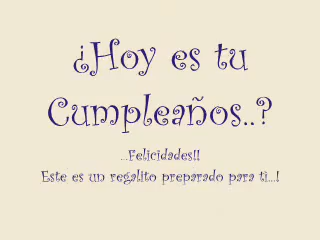 ¿Hoy es tu
Cumpleaños..?
..Felicidades!!
Este es un regalito preparado para ti...!